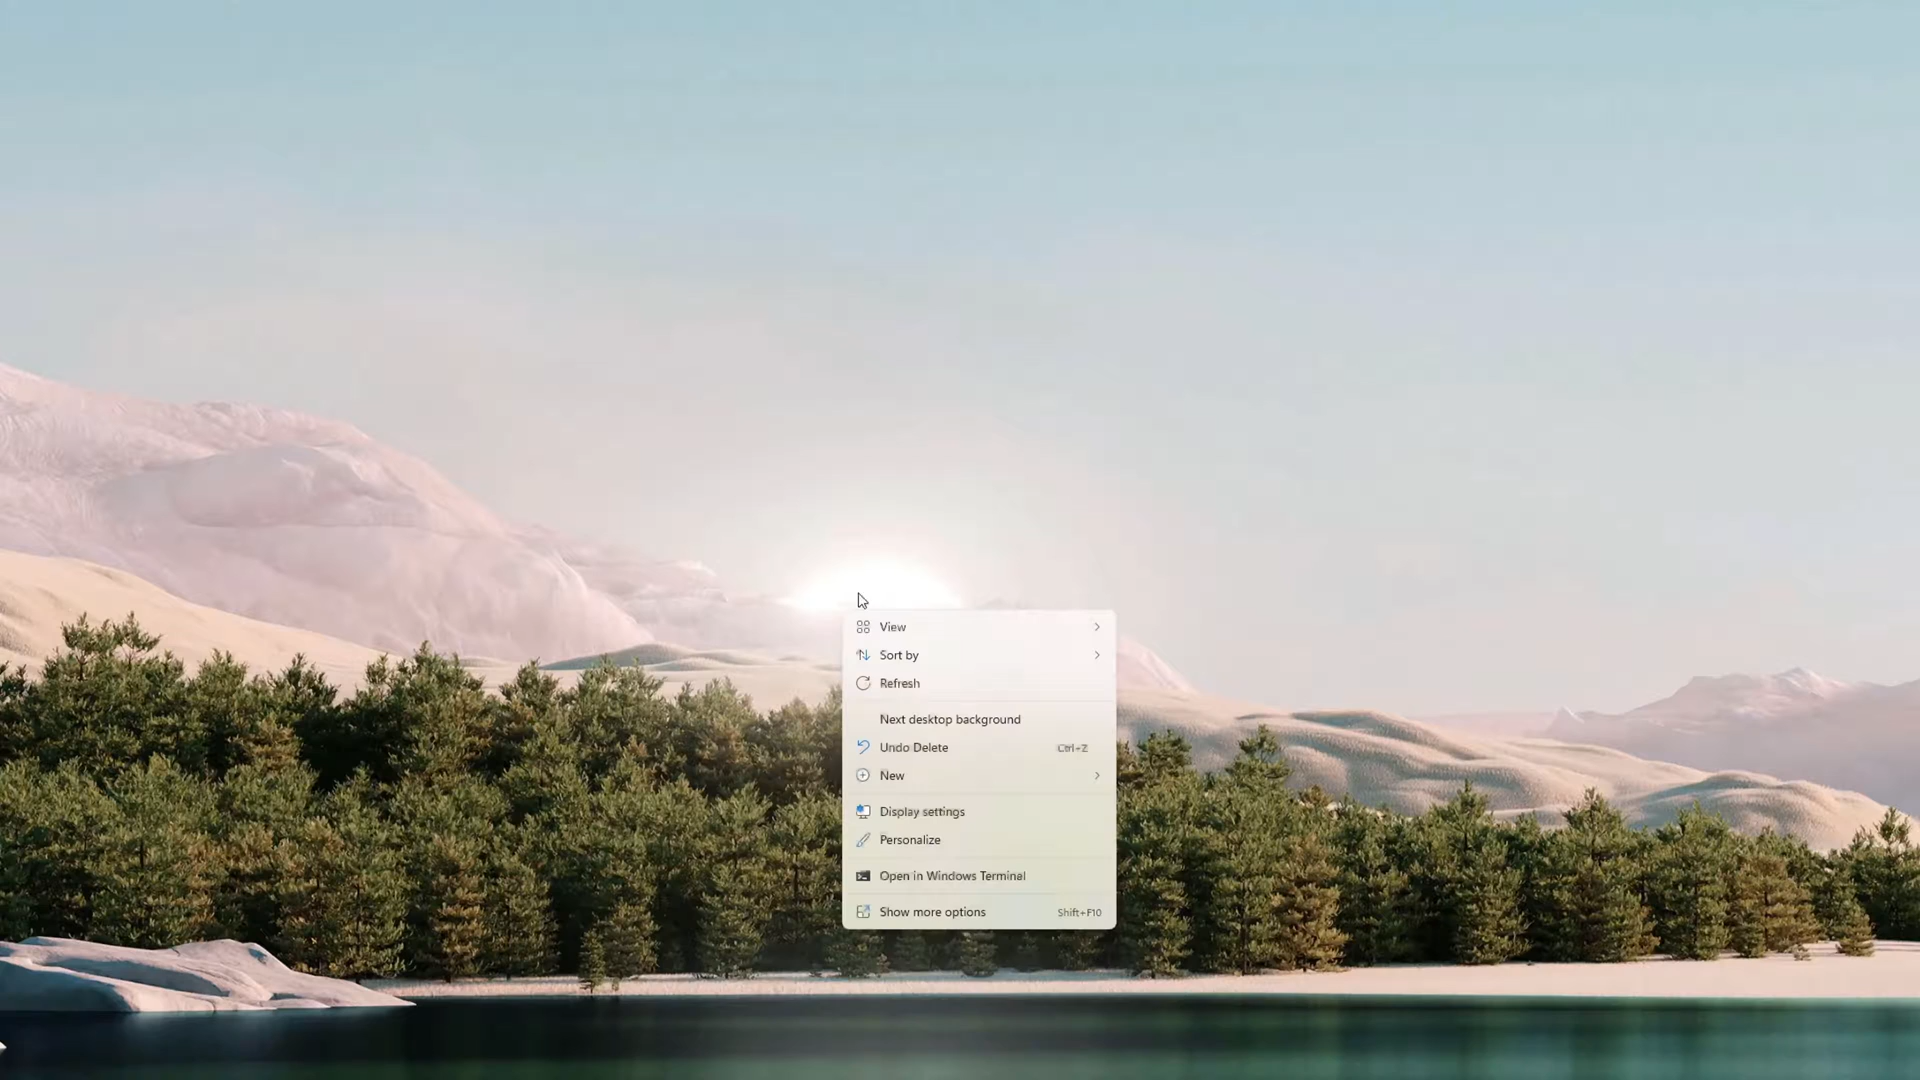 View
Sort by
Refresh
Next desktop background
Undo Delete Ctrl+Z
New
Display settings
Personalize
Open in Windows Terminal
Show more options Shift+F10